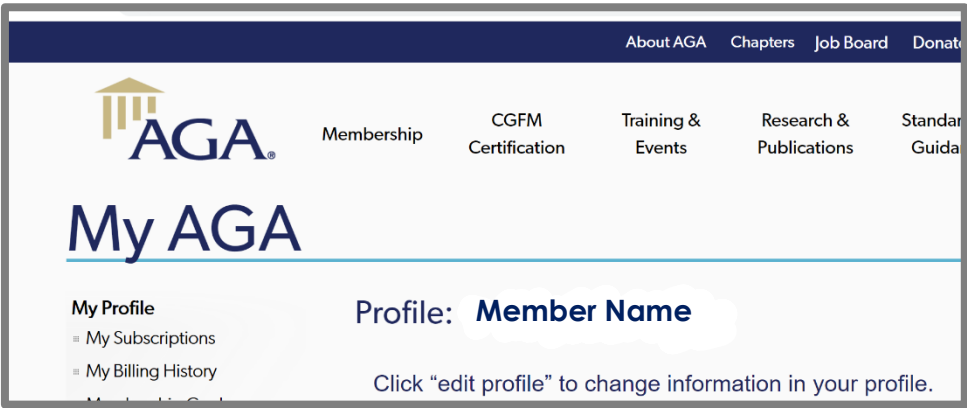 About AGA Chapters Job Board Donate
AGA®
Membership
CGFM
Certification
Training &
Events
Research &
Publications
My AGA
My Profile
My Subscriptions
My Billing History
Profile: Member Name
Click “edit profile” to change information in your profile.